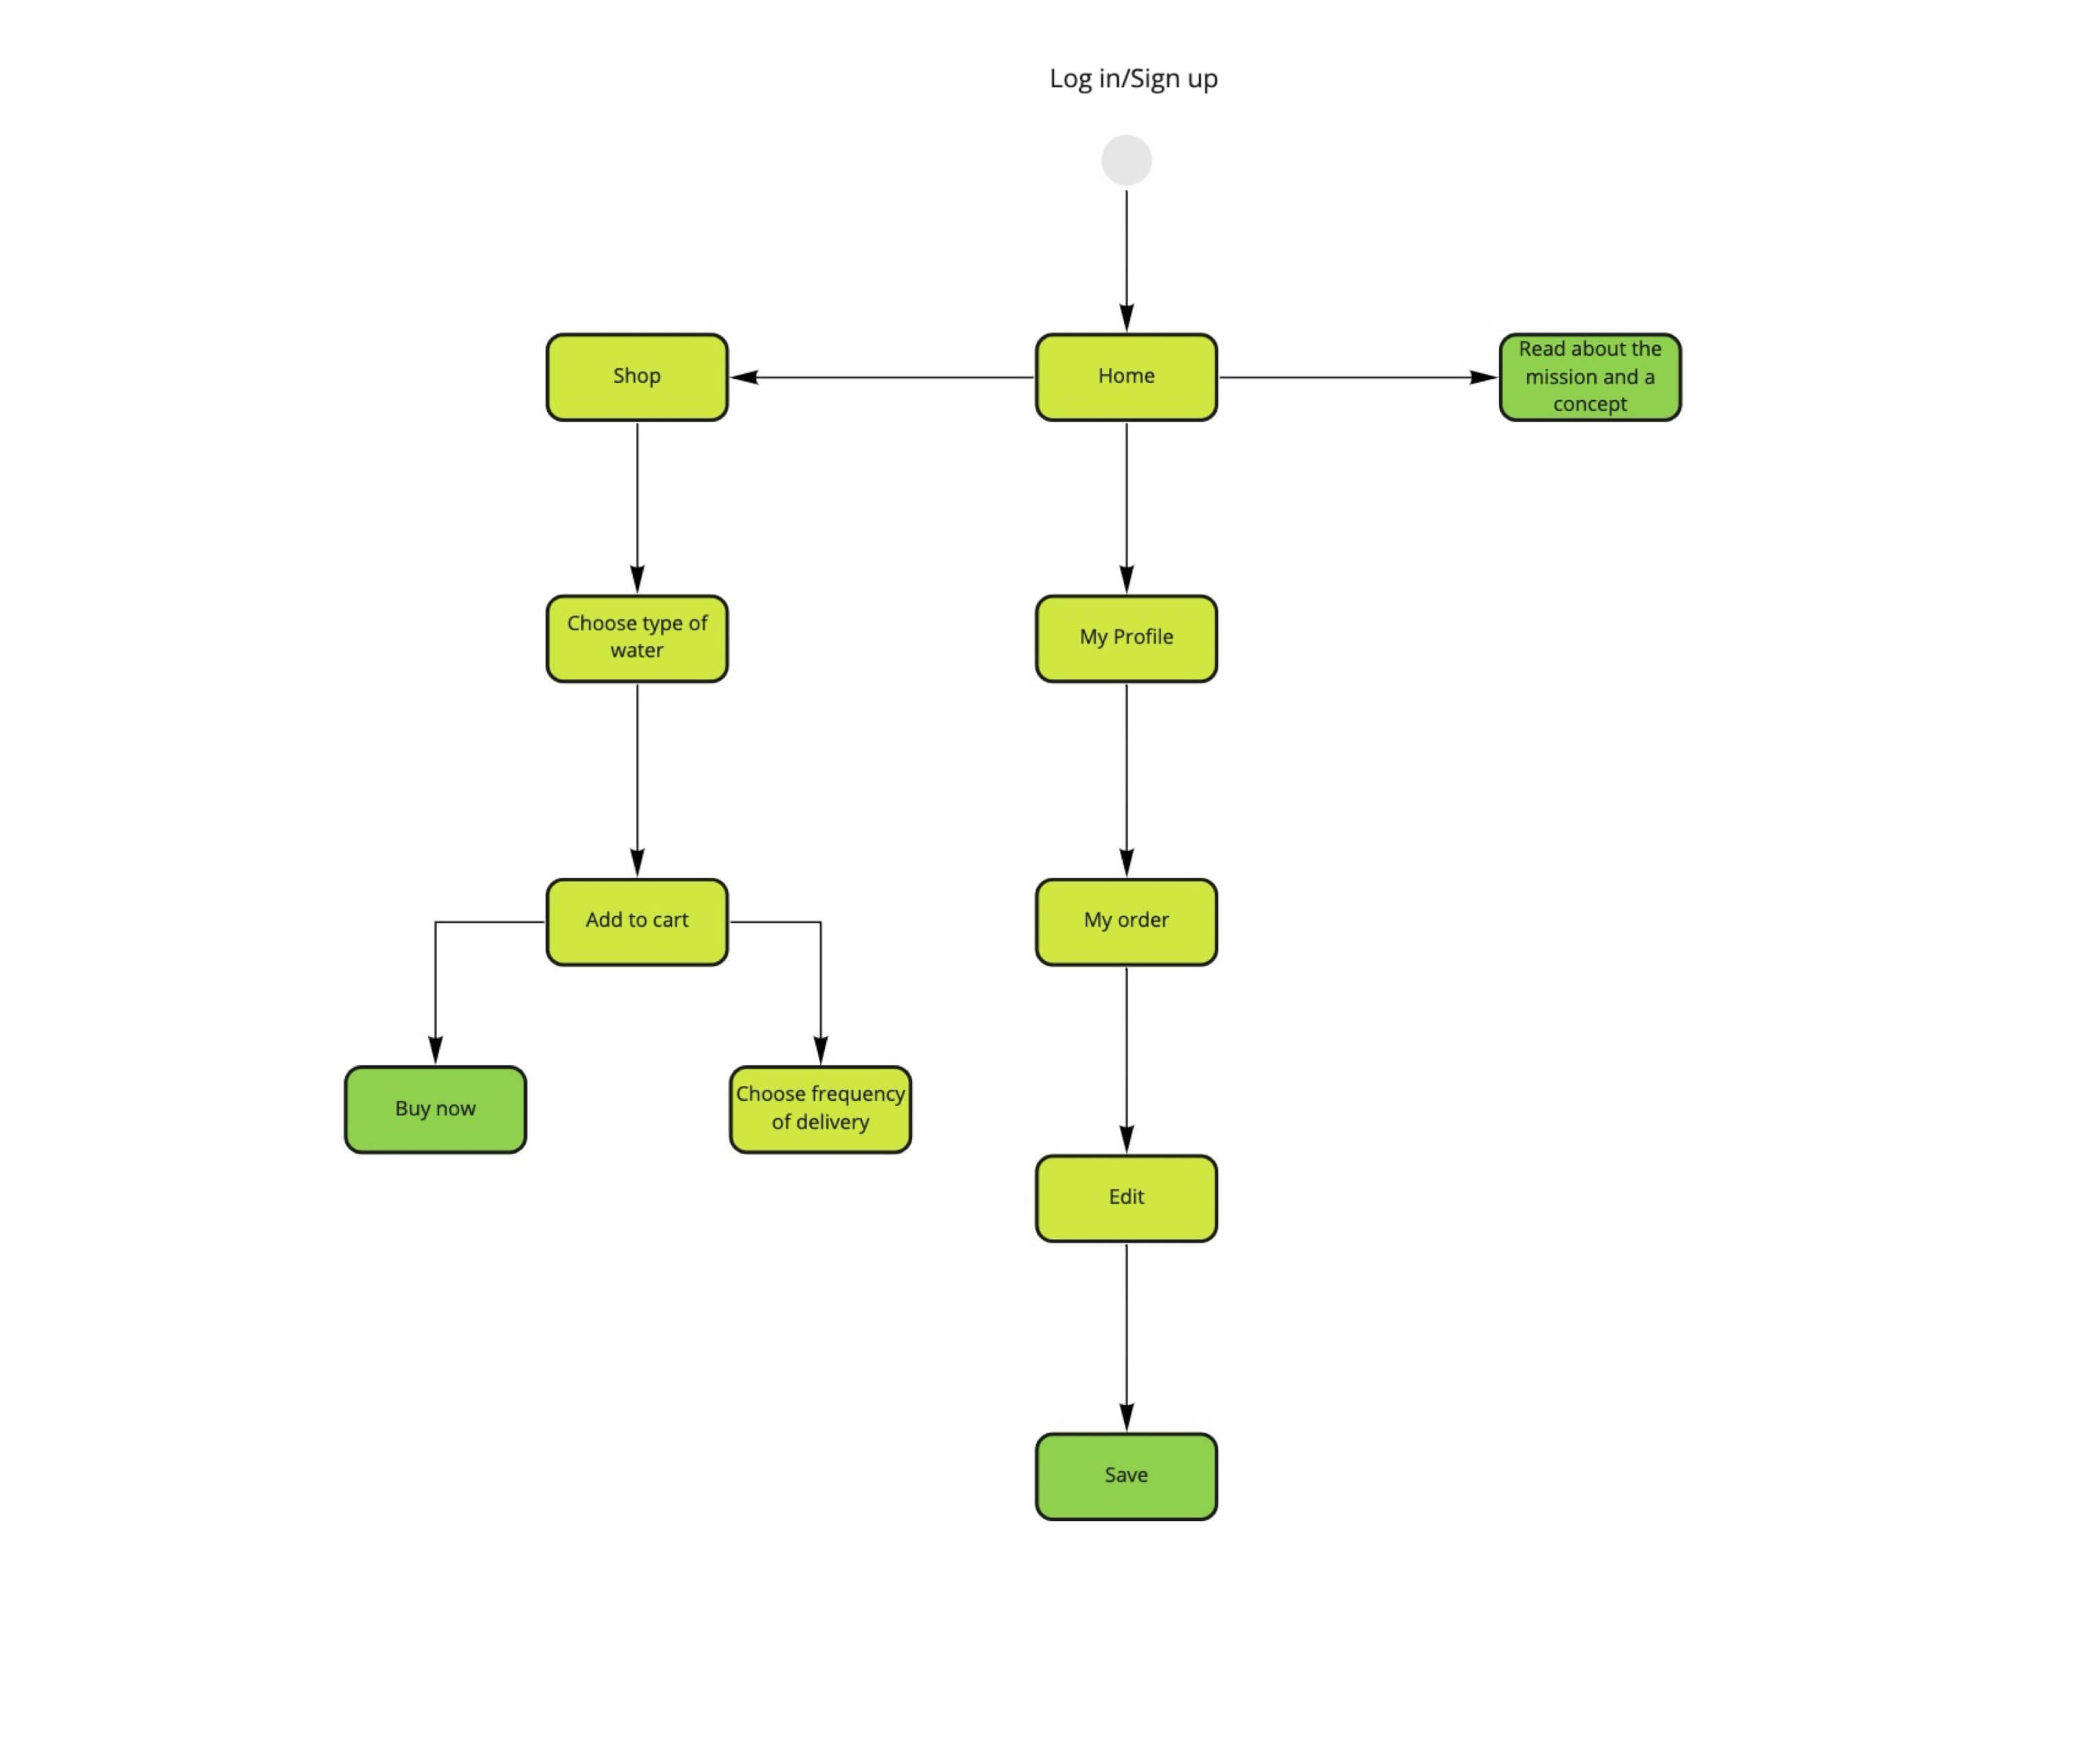 Log in/Sign up
Shop
Home
Read about the
mission and a
concept
Choose type of
water
My Profile
Add to cart
My order
Buy now
Choose frequency
of delivery
Edit
Save